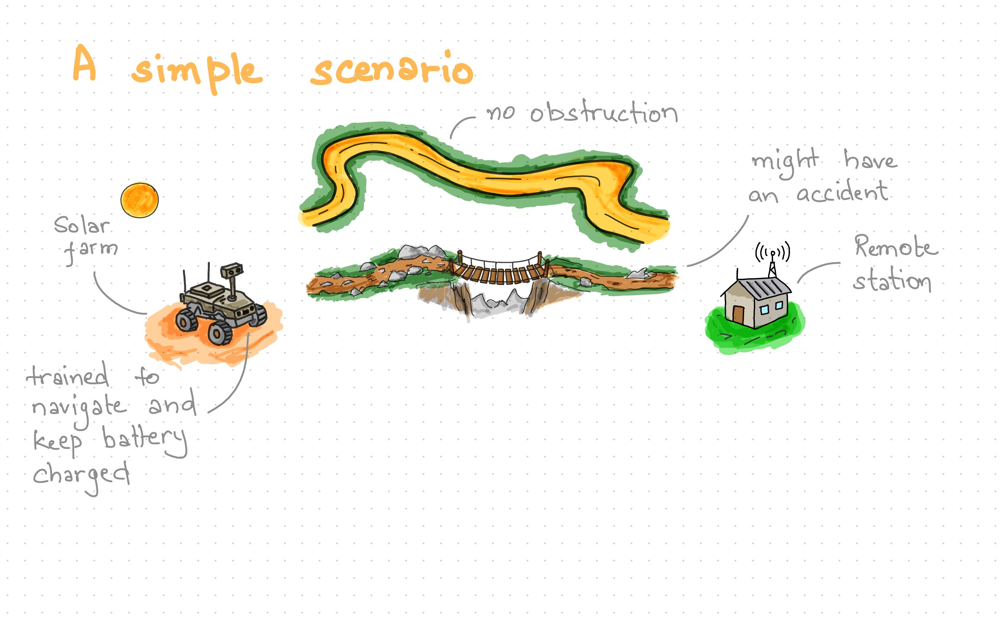 A simple scenario
no obstruction
might have
an accident
Solar
farm
Remote
station
trained to
navigate and
keep battery
charged